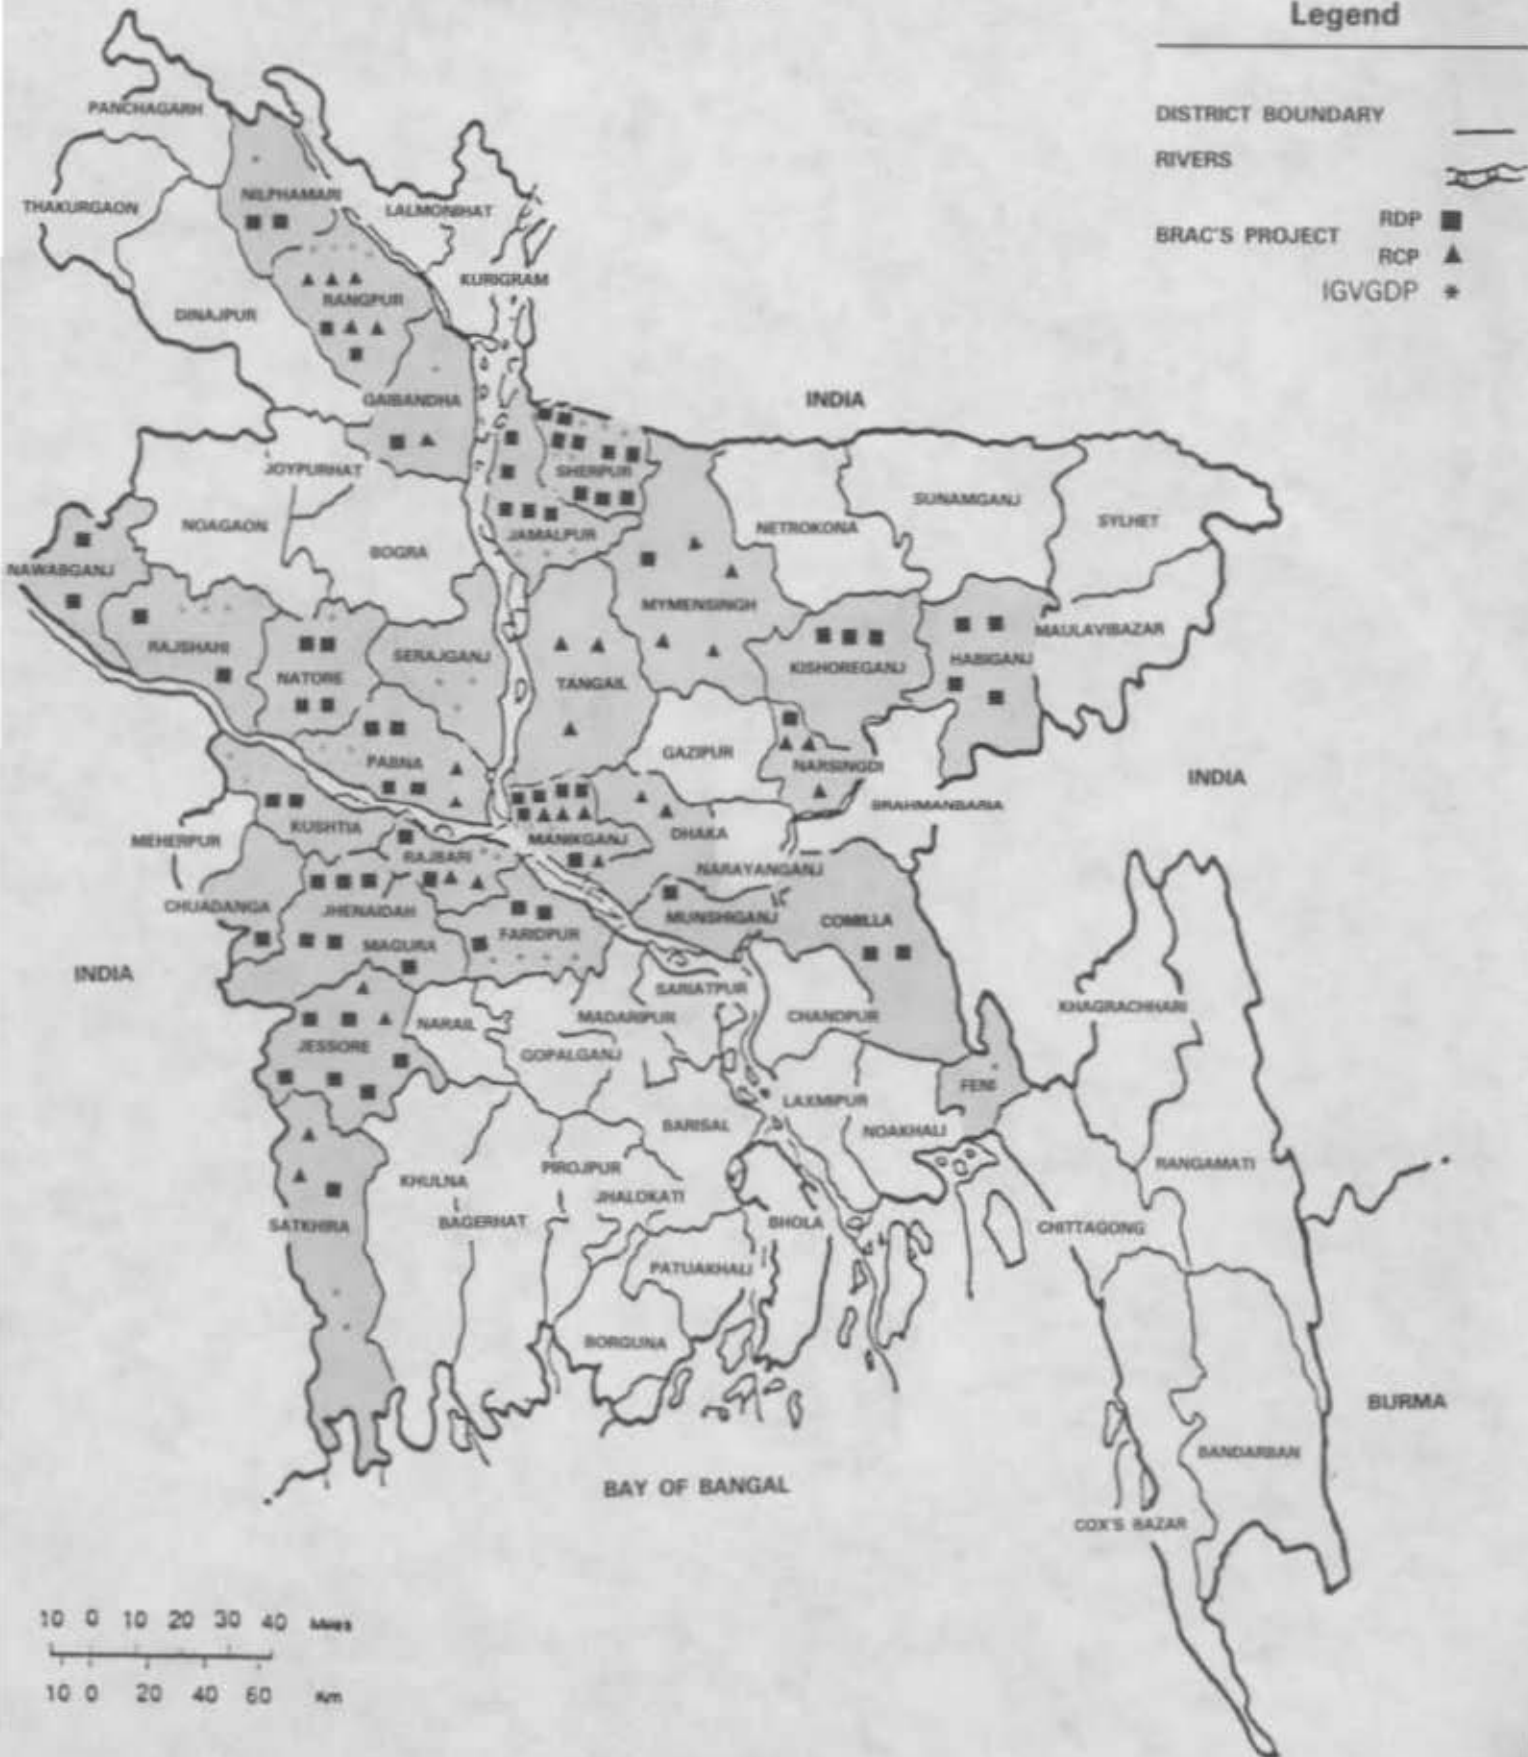 Legend
DISTRICT BOUNDARY
RIVERS
BRAC'S PROJECT
RDP
RCP
IGVGDP *
PANCHAGARH
THAKURGAON
NILPHAMARI
LALMONIHAT
KURIGRAM
DINAJPUR
RANGPUR
GAIBANDHA
INDIA
JOYPURHAT
SHERPUR
NOAGAON
BOGRA
JAMALPUR
NETROKONA
SUNAMGANJ
SYLHET
NAWABGANJ
MYMENSINGH
RAJSHAHI
NATORE
SERAJGANJ
TANGAIL
KISHOREGANJ
HABIGANJ
MAULAVIBAZAR
PABNA
GAZIPUR
NARSINGDI
INDIA
BRAHMANBARIA
MEHERPUR
KUSHTIA
RAJBARI
MANIKGANJ
DHAKA
NARAYANGANJ
CHUADANGA
JHENAIDAH
MAGURA
FARIDPUR
MUNSHIGANJ
COMILLA
INDIA
SARIATPUR
MADARIPUR
CHANDPUR
KHAGRACHHARI
JESSORE
NARAIL
GOPALGANJ
FENI
LAXMIPUR
BARISAL
NOAKHALI
KHULNA
PIROJPUR
RANGAMATI
JHALOKATI
SATKHIRA
BAGERHAT
BHOLA
CHITTAGONG
PATUAKHALI
BORGUNA
BURMA
BANDARBAN
BAY OF BANGAL
COX'S BAZAR
10 0 10 20 30 40 Miles
10 0 20 40 60 Km